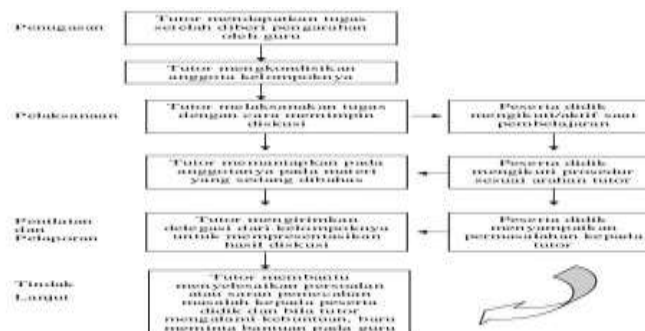 Penugasan
Tutor mendapatkan tugas
setelah diberi pengarahan
oleh guru
Tutor mengkondisikan
anggota kelompoknya
Pelaksanaan
Tutor melaksanakan tugas
dengan cara memimpin
diskusi
Peserta didik
mengikuti/aktif saat
pembelajaran
Tutor memantapkan pada
anggotanya pada materi
yang sedang dibahas
Peserta didik
mengikuti prosedur
sesuai arahan tutor
Penilaian
dan
Pelaporan
Tutor mengirimkan
delegasi dari kelompoknya
untuk mempresentasikan
hasil diskusi
Peserta didik
menyampaikan
permasalahan kepada
tutor
Tindak
Lanjut
Tutor membantu
menyelesaikan persoalan
atau saran pemecahan
masalah kepada peserta
didik dan bila tutor
mengalami kebuntuan, baru
meminta bantuan pada guru